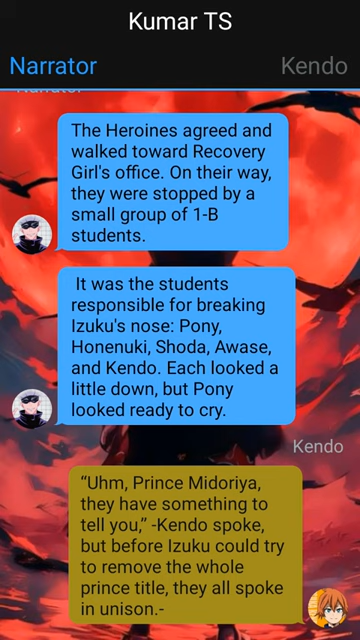 Kumar TS
Narrator
Kendo
Narrator
The Heroines agreed and
walked toward Recovery
Girl's office. On their way,
they were stopped by a
small group of 1-B
students.
It was the students
responsible for breaking
Izuku's nose: Pony,
Honenuki, Shoda, Awase,
and Kendo. Each looked a
little down, but Pony
looked ready to cry.
Kendo
“Uhm, Prince Midoriya,
they have something to
tell you,” -Kendo spoke,
but before Izuku could try
to remove the whole
prince title, they all spoke
in unison.-